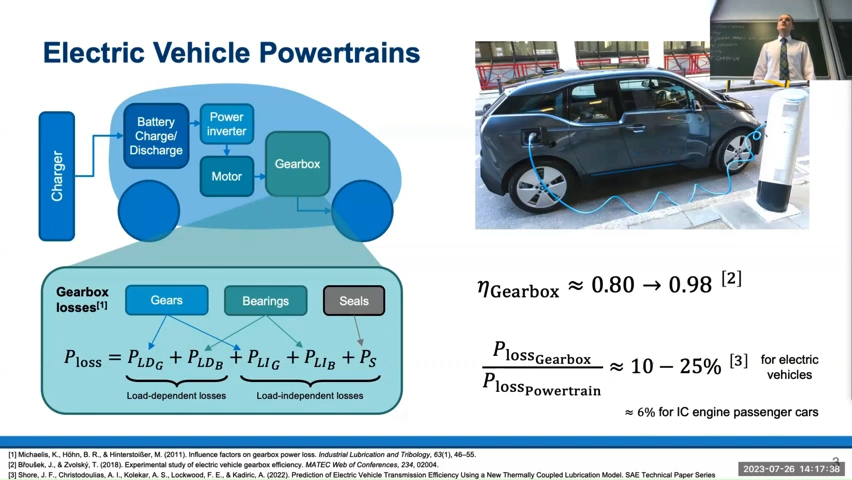 Electric Vehicle Powertrains
Charger
Battery
Charge/
Discharge
Power
inverter
Motor
Gearbox
Gearbox
losses[1]
Gears
Bearings
Seals
P_loss = P_LD_G + P_LD_B + P_LI_G + P_LI_B + P_S
Load-dependent losses
Load-independent losses
η_Gearbox ≈ 0.80 → 0.98 [2]
P_loss_Gearbox / P_loss_Powertrain ≈ 10 − 25% [3]
for electric
vehicles
≈ 6% for IC engine passenger cars
[1] Michaelis, K., Höhn, B. R., & Hinterstoißer, M. (2011). Influence factors on gearbox power loss. Industrial Lubrication and Tribology, 63(1), 46–55.
[2] Břoušek, J., & Zvolský, T. (2018). Experimental study of electric vehicle gearbox efficiency. MATEC Web of Conferences, 234, 02004.
[3] Shore, J. F., Christodoulias, A. I., Kolekar, A. S., Lockwood, F. E., & Kadiric, A. (2022). Prediction of Electric Vehicle Transmission Efficiency Using a New Thermally Coupled Lubrication Model. SAE Technical Paper Series
3
2023-07-26 14:17:38